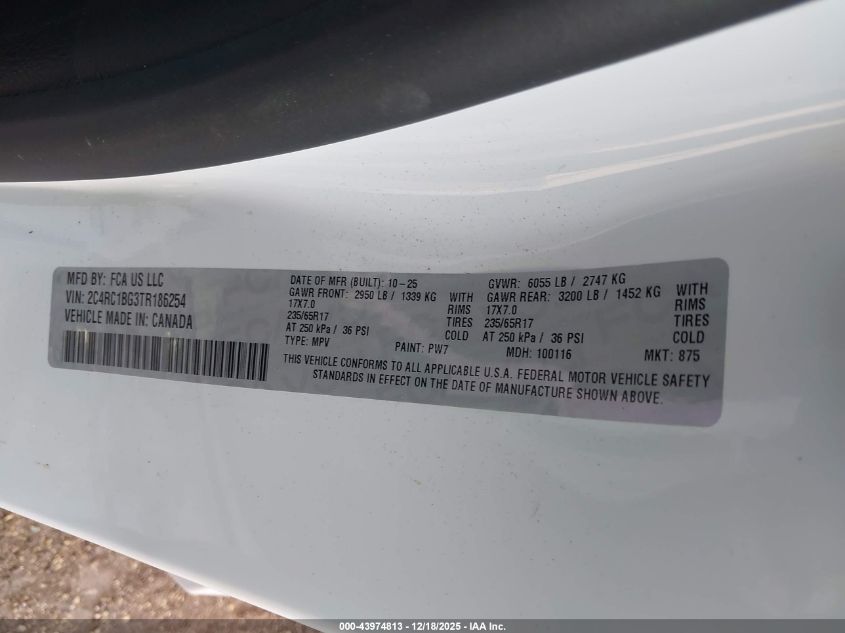 MFD BY: FCA US LLC
VIN: 2C4RC1BG3TR186254
VEHICLE MADE IN: CANADA
DATE OF MFR (BUILT): 10-25
GAWR FRONT: 2950 LB / 1339 KG WITH
17X7.0 RIMS
235/65R17 TIRES
AT 250 kPa / 36 PSI COLD
TYPE: MPV PAINT: PW7
GVWR: 6055 LB / 2747 KG
GAWR REAR: 3200 LB / 1452 KG WITH
17X7.0 RIMS
235/65R17 TIRES
AT 250 kPa / 36 PSI COLD
MDH: 100116 MKT: 875
THIS VEHICLE CONFORMS TO ALL APPLICABLE U.S.A. FEDERAL MOTOR VEHICLE SAFETY
STANDARDS IN EFFECT ON THE DATE OF MANUFACTURE SHOWN ABOVE.
000-43974813 - 12/18/2025 - IAA Inc.